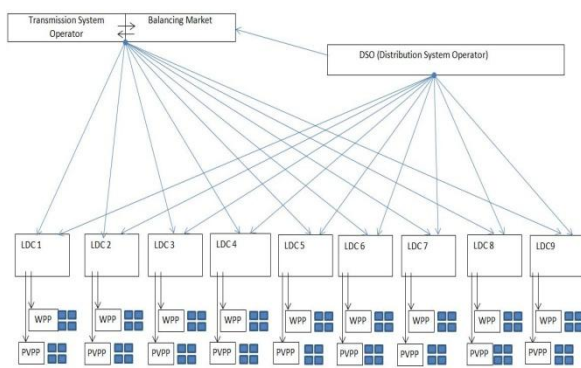 Transmission System
Operator
Balancing Market
DSO (Distribution System Operator)
LDC 1
LDC 2
LDC 3
LDC 4
LDC 5
LDC 6
LDC 7
LDC 8
LDC9
WPP
WPP
WPP
WPP
WPP
WPP
WPP
WPP
WPP
PVPP
PVPP
PVPP
PVPP
PVPP
PVPP
PVPP
PVPP
PVPP